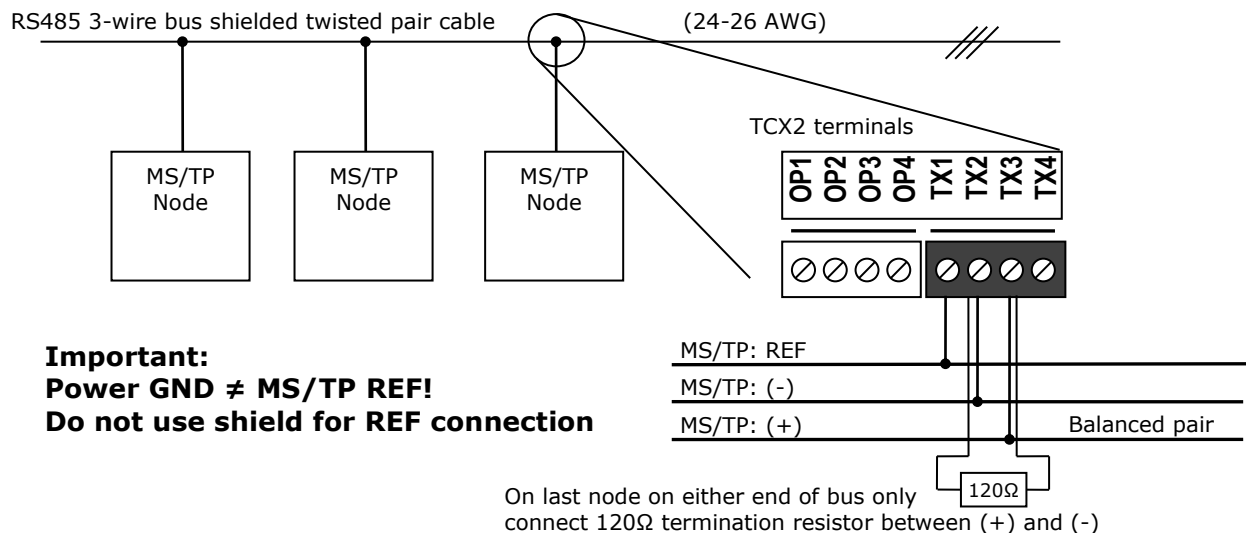 RS485 3-wire bus shielded twisted pair cable (24-26 AWG)
TCX2 terminals
MS/TP
Node
MS/TP
Node
MS/TP
Node
OP1 OP2 OP3 OP4 TX1 TX2 TX3 TX4
Important:
Power GND ≠ MS/TP REF!
Do not use shield for REF connection
MS/TP: REF
MS/TP: (-)
MS/TP: (+) Balanced pair
120Ω
On last node on either end of bus only
connect 120Ω termination resistor between (+) and (-)